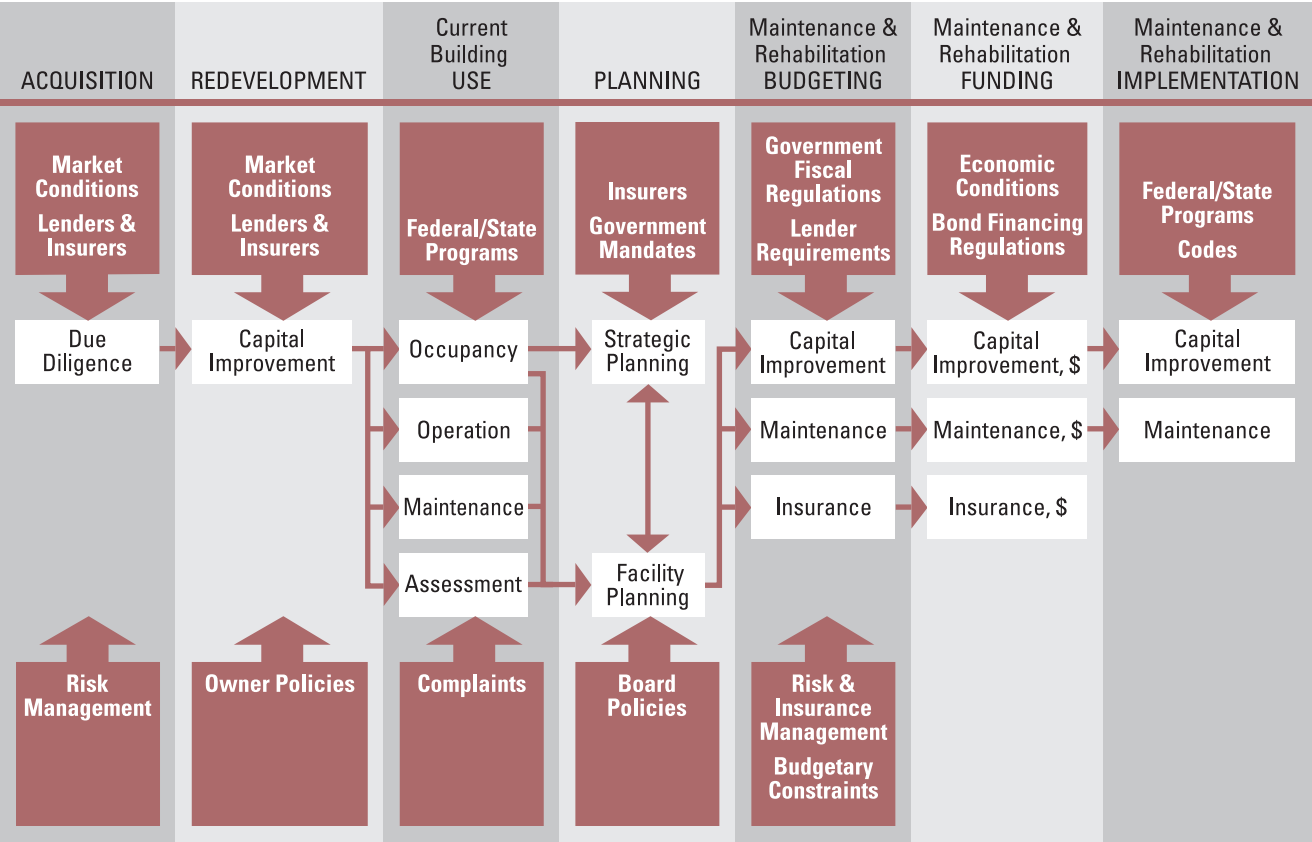 ACQUISITION
REDEVELOPMENT
Current
Building
USE
PLANNING
Maintenance &
Rehabilitation
BUDGETING
Maintenance &
Rehabilitation
FUNDING
Maintenance &
Rehabilitation
IMPLEMENTATION
Market
Conditions
Lenders &
Insurers
Market
Conditions
Lenders &
Insurers
Federal/State
Programs
Insurers
Government
Mandates
Government
Fiscal
Regulations
Lender
Requirements
Economic
Conditions
Bond Financing
Regulations
Federal/State
Programs
Codes
Due
Diligence
Capital
Improvement
Occupancy
Strategic
Planning
Capital
Improvement
Capital
Improvement, $
Capital
Improvement
Operation
Maintenance
Maintenance, $
Maintenance
Maintenance
Insurance
Insurance, $
Assessment
Facility
Planning
Risk
Management
Owner Policies
Complaints
Board
Policies
Risk &
Insurance
Management
Budgetary
Constraints